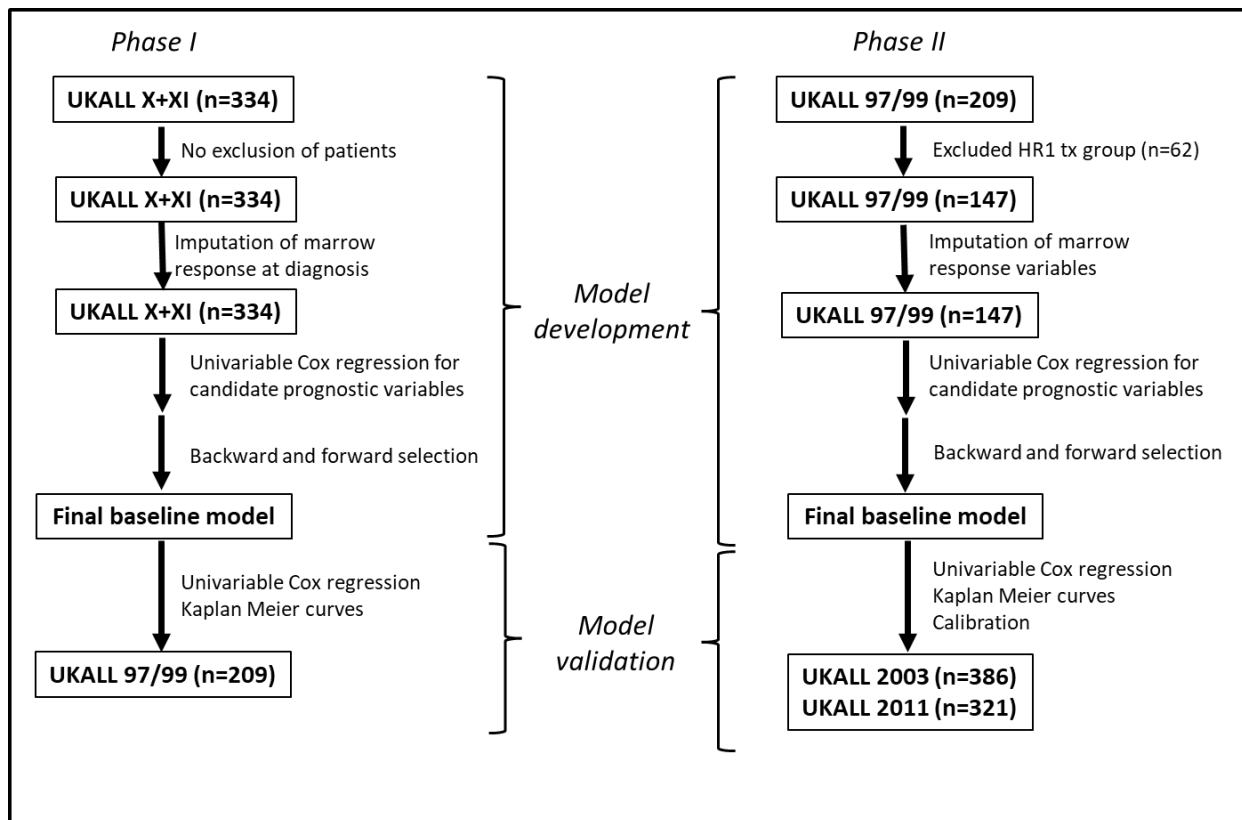 Phase I
UKALL X+XI (n=334)
No exclusion of patients
UKALL X+XI (n=334)
Imputation of marrow
response at diagnosis
UKALL X+XI (n=334)
Univariable Cox regression for
candidate prognostic variables
Backward and forward selection
Final baseline model
Univariable Cox regression
Kaplan Meier curves
UKALL 97/99 (n=209)
Model
development
Model
validation
Phase II
UKALL 97/99 (n=209)
Excluded HR1 tx group (n=62)
UKALL 97/99 (n=147)
Imputation of marrow
response variables
UKALL 97/99 (n=147)
Univariable Cox regression for
candidate prognostic variables
Backward and forward selection
Final baseline model
Univariable Cox regression
Kaplan Meier curves
Calibration
UKALL 2003 (n=386)
UKALL 2011 (n=321)